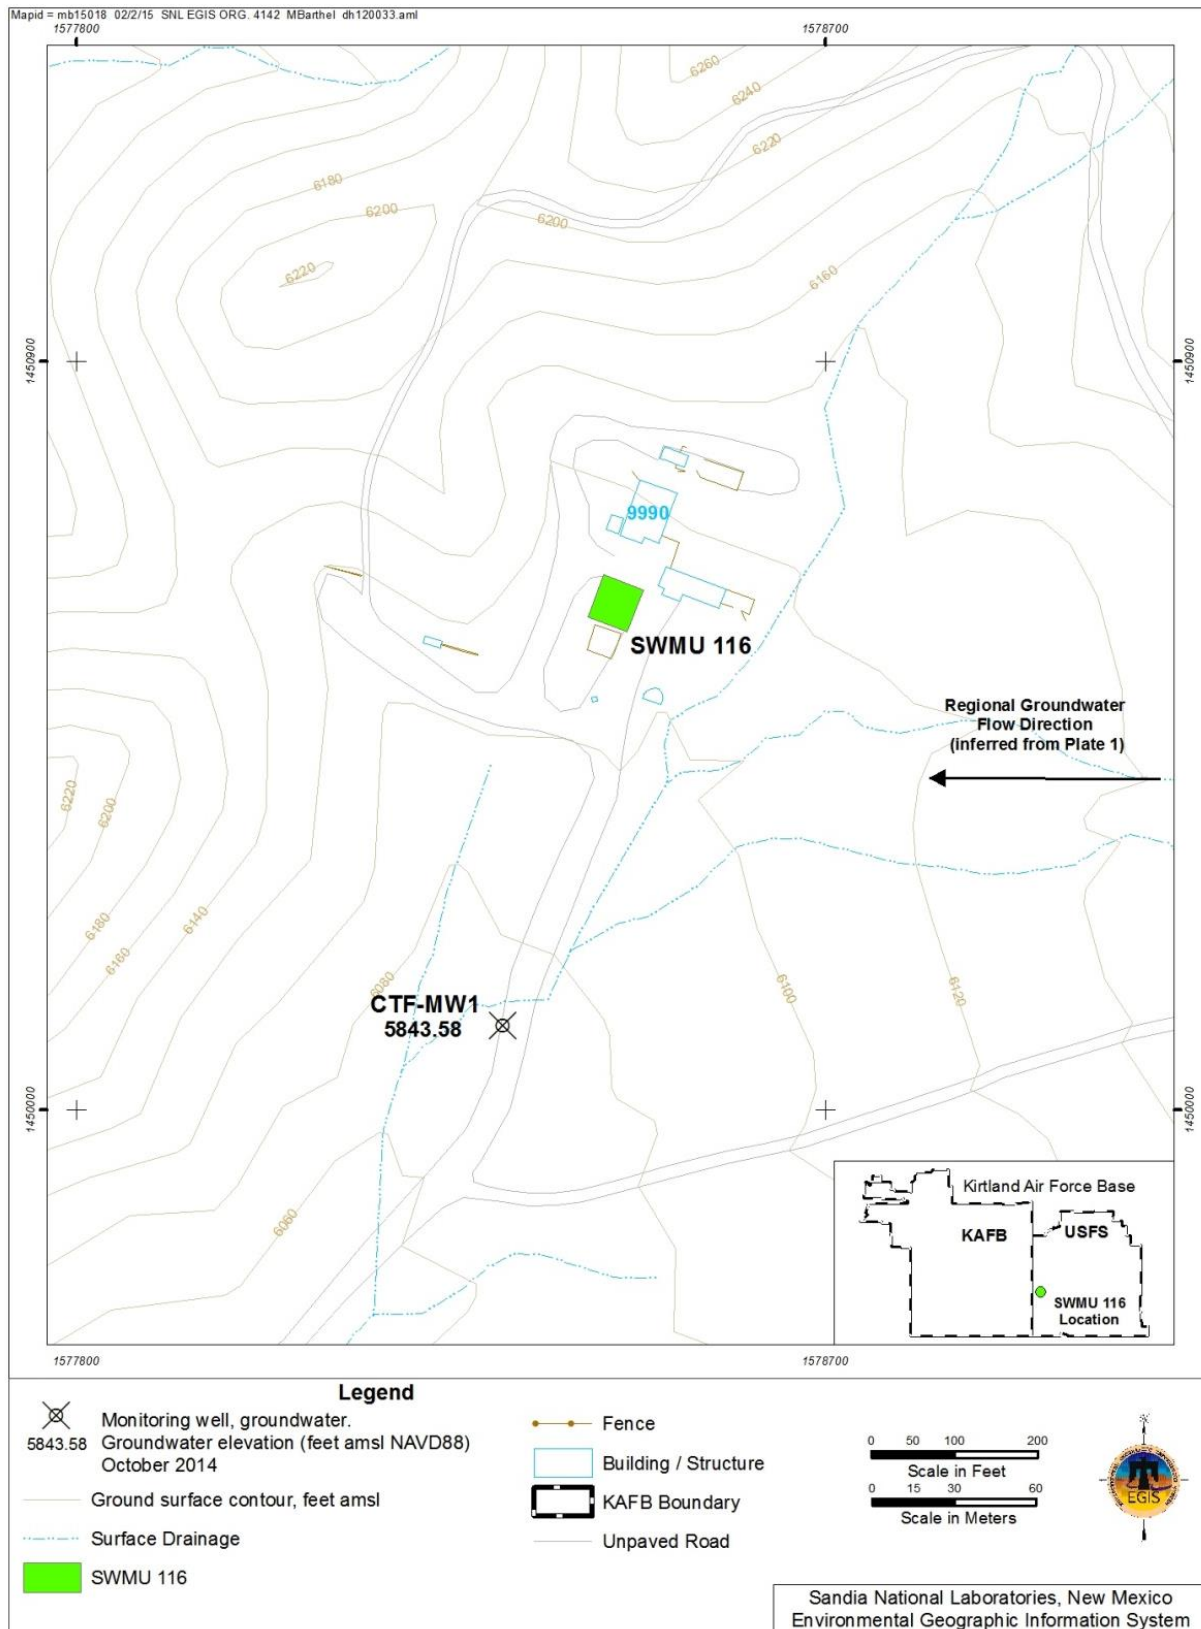 Mapid = mb15018 02/2/15 SNL EGIS ORG. 4142 MBarthel dh120033.aml
1577800
1578700
6260
6240
6220
6180
6200
6200
6220
6160
1450900
1450900
9990
SWMU 116
Regional Groundwater
Flow Direction
(inferred from Plate 1)
6220
6200
6180
6140
6160
6080
6100
6120
CTF-MW1
5843.58
1450000
1450000
6060
Kirtland Air Force Base
KAFB
USFS
SWMU 116
Location
1577800
1578700
Legend
Monitoring well, groundwater.
5843.58 Groundwater elevation (feet amsl NAVD88)
October 2014
Ground surface contour, feet amsl
Surface Drainage
SWMU 116
Fence
Building / Structure
KAFB Boundary
Unpaved Road
0 50 100 200
Scale in Feet
0 15 30 60
Scale in Meters
EGIS
Sandia National Laboratories, New Mexico
Environmental Geographic Information System